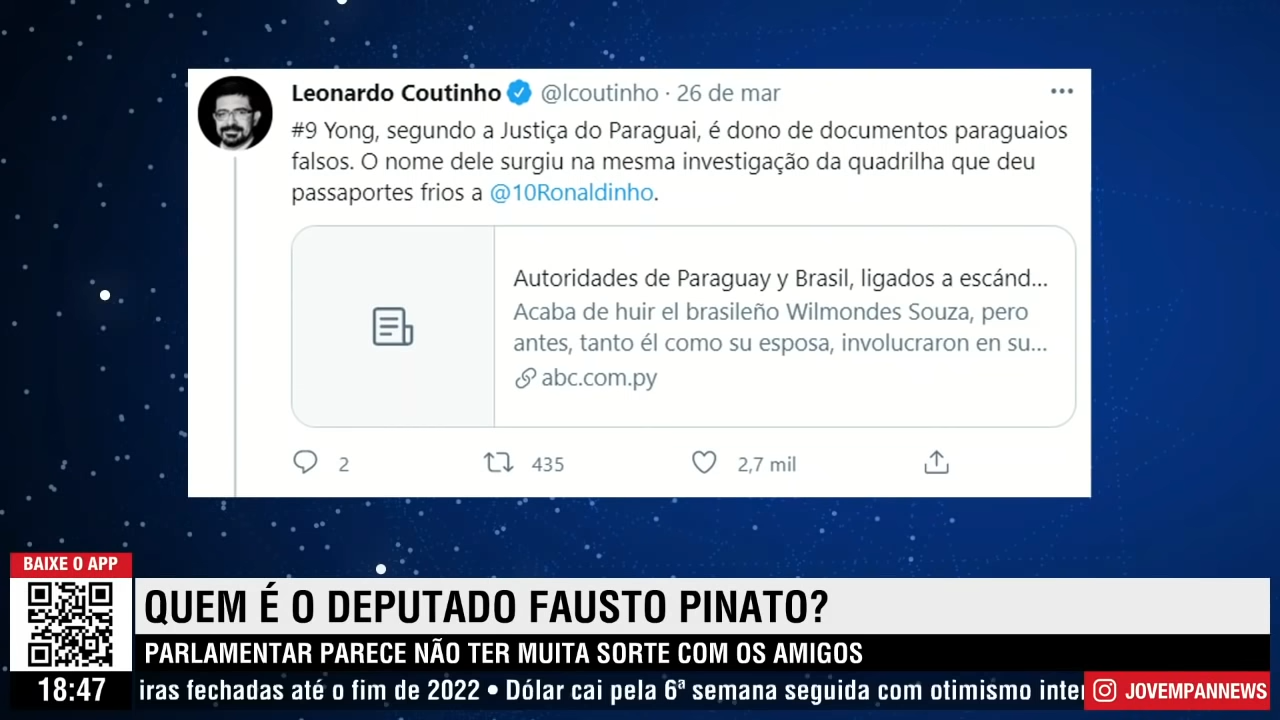 Leonardo Coutinho @lcoutinho · 26 de mar
#9 Yong, segundo a Justiça do Paraguai, é dono de documentos paraguaios
falsos. O nome dele surgiu na mesma investigação da quadrilha que deu
passaportes frios a @10Ronaldinho.
Autoridades de Paraguay y Brasil, ligados a escánd...
Acaba de huir el brasileño Wilmondes Souza, pero
antes, tanto él como su esposa, involucraron en su...
abc.com.py
2 435 2,7 mil
BAIXE O APP
QUEM É O DEPUTADO FAUSTO PINATO?
PARLAMENTAR PARECE NÃO TER MUITA SORTE COM OS AMIGOS
18:47 iras fechadas até o fim de 2022 • Dólar cai pela 6ª semana seguida com otimismo inter JOVEMPANNEWS